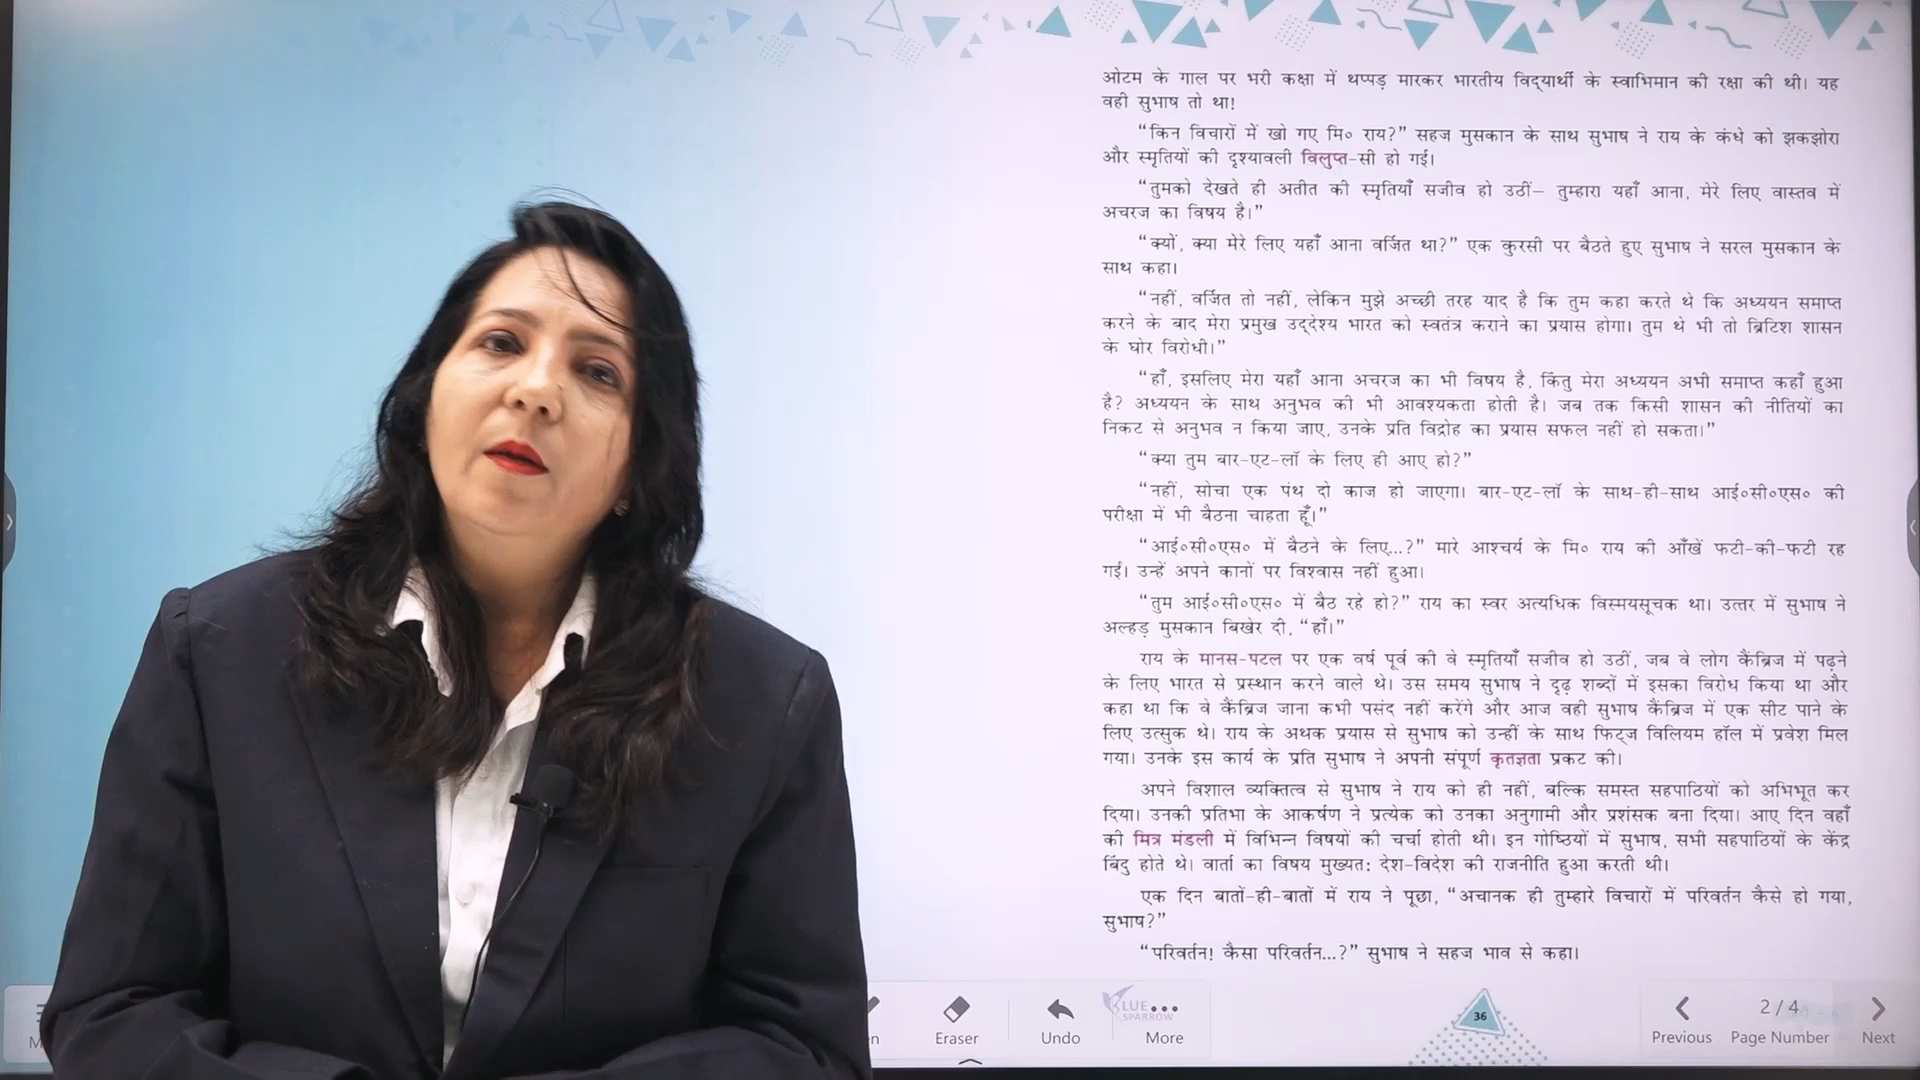 ओटम के गाल पर भरी कक्षा में थप्पड़ मारकर भारतीय विद्‌यार्थी के स्वाभिमान की रक्षा की थी। यह
वही सुभाष तो था!
“किन विचारों में खो गए मि॰ राय?” सहज मुसकान के साथ सुभाष ने राय के कंधे को झकझोरा
और स्मृतियों की दृश्यावली विलुप्त-सी हो गई।
“तुमको देखते ही अतीत की स्मृतियाँ सजीव हो उठीं– तुम्हारा यहाँ आना, मेरे लिए वास्तव में
अचरज का विषय है।”
“क्यों, क्या मेरे लिए यहाँ आना वर्जित था?” एक कुरसी पर बैठते हुए सुभाष ने सरल मुसकान के
साथ कहा।
“नहीं, वर्जित तो नहीं, लेकिन मुझे अच्छी तरह याद है कि तुम कहा करते थे कि अध्ययन समाप्त
करने के बाद मेरा प्रमुख उद्‌देश्य भारत को स्वतंत्र कराने का प्रयास होगा। तुम थे भी तो ब्रिटिश शासन
के घोर विरोधी।”
“हाँ, इसलिए मेरा यहाँ आना अचरज का भी विषय है, किंतु मेरा अध्ययन अभी समाप्त कहाँ हुआ
है? अध्ययन के साथ अनुभव की भी आवश्यकता होती है। जब तक किसी शासन की नीतियों का
निकट से अनुभव न किया जाए, उनके प्रति विद्रोह का प्रयास सफल नहीं हो सकता।”
“क्या तुम बार-एट-लॉ के लिए ही आए हो?”
“नहीं, सोचा एक पंथ दो काज हो जाएगा। बार-एट-लॉ के साथ-ही-साथ आई॰सी॰एस॰ की
परीक्षा में भी बैठना चाहता हूँ।”
“आई॰सी॰एस॰ में बैठने के लिए...?” मारे आश्चर्य के मि॰ राय की आँखें फटी-की-फटी रह
गईं। उन्हें अपने कानों पर विश्वास नहीं हुआ।
“तुम आई॰सी॰एस॰ में बैठ रहे हो?” राय का स्वर अत्यधिक विस्मयसूचक था। उत्तर में सुभाष ने
अल्हड़ मुसकान बिखेर दी, “हाँ।”
राय के मानस-पटल पर एक वर्ष पूर्व की वे स्मृतियाँ सजीव हो उठीं, जब वे लोग कैंब्रिज में पढ़ने
के लिए भारत से प्रस्थान करने वाले थे। उस समय सुभाष ने दृढ़ शब्दों में इसका विरोध किया था और
कहा था कि वे कैंब्रिज जाना कभी पसंद नहीं करेंगे और आज वही सुभाष कैंब्रिज में एक सीट पाने के
लिए उत्सुक थे। राय के अथक प्रयास से सुभाष को उन्हीं के साथ फिट्ज विलियम हॉल में प्रवेश मिल
गया। उनके इस कार्य के प्रति सुभाष ने अपनी संपूर्ण कृतज्ञता प्रकट की।
अपने विशाल व्यक्तित्व से सुभाष ने राय को ही नहीं, बल्कि समस्त सहपाठियों को अभिभूत कर
दिया। उनकी प्रतिभा के आकर्षण ने प्रत्येक को उनका अनुगामी और प्रशंसक बना दिया। आए दिन वहाँ
की मित्र मंडली में विभिन्न विषयों की चर्चा होती थी। इन गोष्ठियों में सुभाष, सभी सहपाठियों के केंद्र
बिंदु होते थे। वार्ता का विषय मुख्यतः देश-विदेश की राजनीति हुआ करती थी।
एक दिन बातों-ही-बातों में राय ने पूछा, “अचानक ही तुम्हारे विचारों में परिवर्तन कैसे हो गया,
सुभाष?”
“परिवर्तन! कैसा परिवर्तन...?” सुभाष ने सहज भाव से कहा।
Eraser
Undo
More
BLUE
SPARROW
36
Previous
2 / 4
Page Number
Next